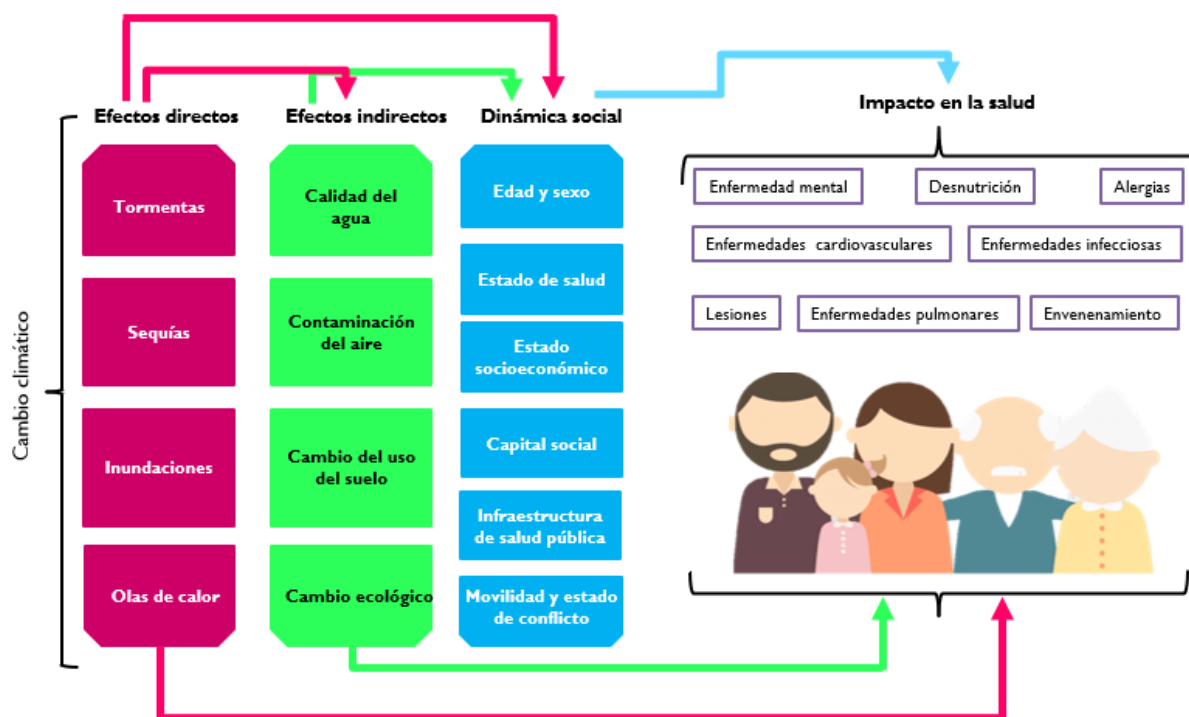 Efectos directos
Efectos indirectos
Dinámica social
Impacto en la salud
Cambio climático
Tormentas
Sequías
Inundaciones
Olas de calor
Calidad del
agua
Contaminación
del aire
Cambio del uso
del suelo
Cambio ecológico
Edad y sexo
Estado de salud
Estado
socioeconómico
Capital social
Infraestructura
de salud pública
Movilidad y estado
de conflicto
Enfermedad mental
Desnutrición
Alergias
Enfermedades cardiovasculares
Enfermedades infecciosas
Lesiones
Enfermedades pulmonares
Envenenamiento